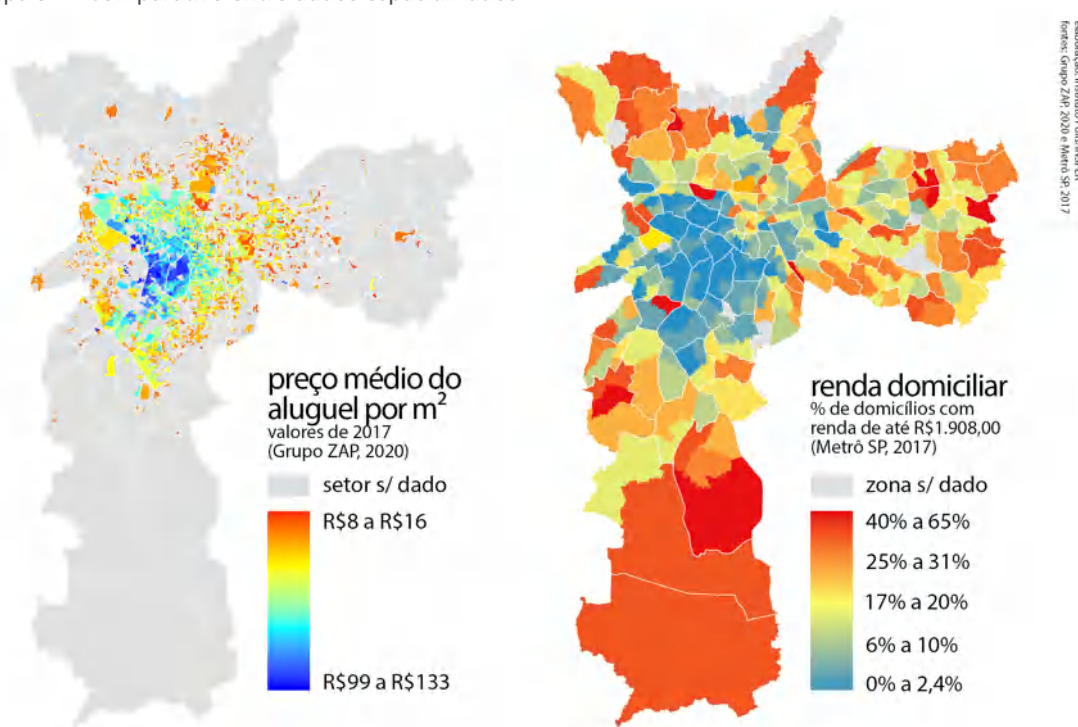 preço médio do
aluguel por m²
valores de 2017
(Grupo ZAP, 2020)
setor s/ dado
R$8 a R$16
R$99 a R$133
renda domiciliar
% de domicílios com
renda de até R$1.908,00
(Metrô SP, 2017)
zona s/ dado
40% a 65%
25% a 31%
17% a 20%
6% a 10%
0% a 2,4%
fontes: Grupo ZAP, 2020 e Metrô SP, 2017